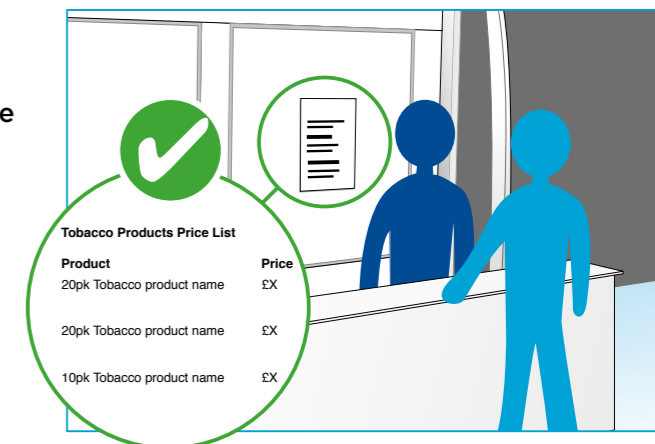 e
Tobacco Products Price List
Product Price
20pk Tobacco product name £X
20pk Tobacco product name £X
10pk Tobacco product name £X